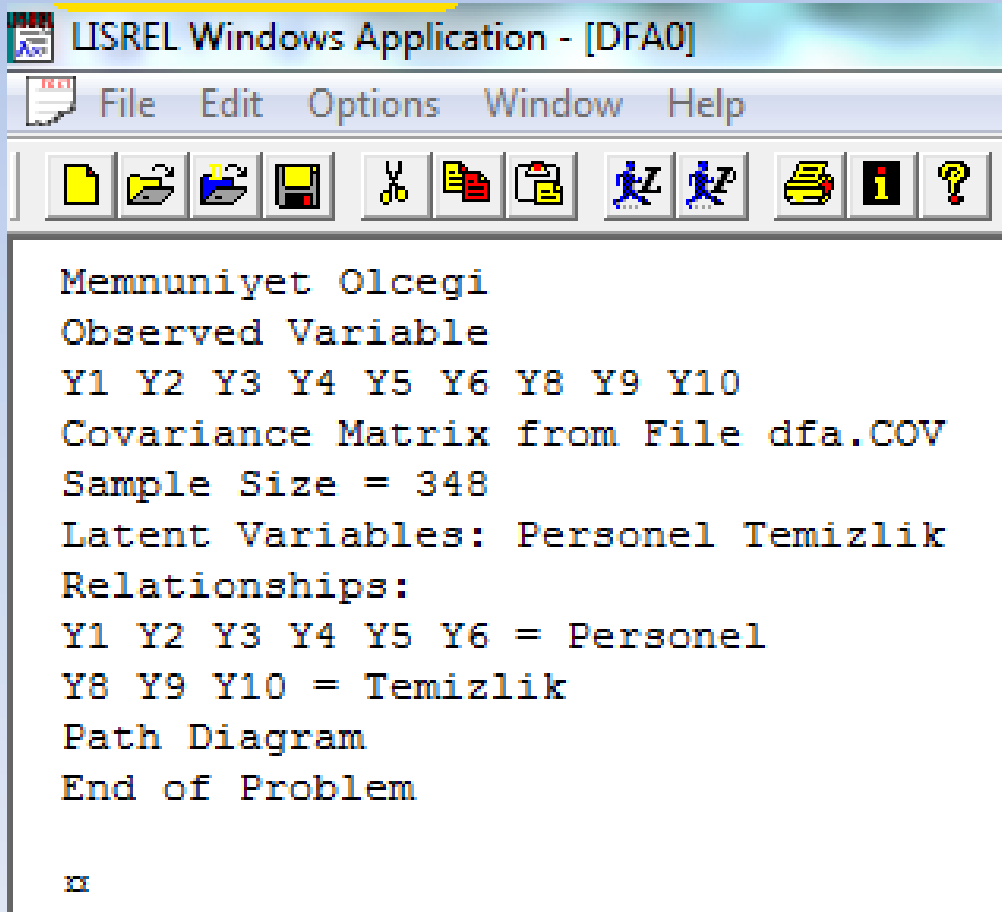 LISREL Windows Application - [DFA0]
File Edit Options Window Help
Memnuniyet Olcegi
Observed Variable
Y1 Y2 Y3 Y4 Y5 Y6 Y8 Y9 Y10
Covariance Matrix from File dfa.COV
Sample Size = 348
Latent Variables: Personel Temizlik
Relationships:
Y1 Y2 Y3 Y4 Y5 Y6 = Personel
Y8 Y9 Y10 = Temizlik
Path Diagram
End of Problem
¤